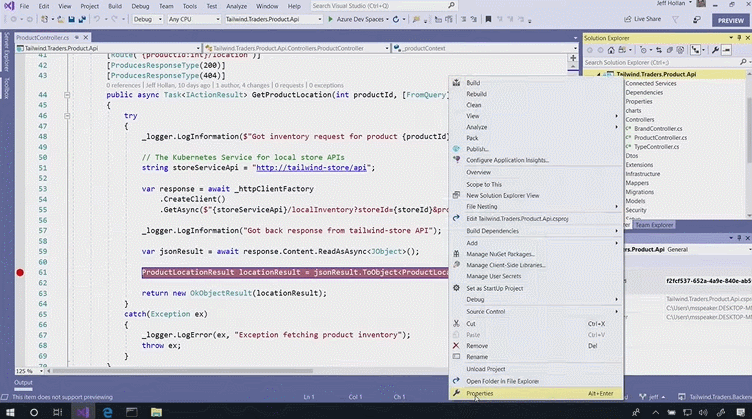 File Edit View Project Build Debug Team Tools Test Analyze Window Help Search Visual Studio (Ctrl+Q)
Jeff Hollan
Debug Any CPU Azure Dev Spaces Live Share PREVIEW
Server Explorer
Toolbox
ProductController.cs
Solution Explorer
Tailwind.Traders.Product.Api Tailwind.Traders.Product.Api.Controllers.ProductController _productContext
Search Solution Explorer (Ctrl+;)
41 [Route("{productId:int}/location")]
42 [ProducesResponseType(200)]
43 [ProducesResponseType(404)]
0 references | Jeff Hollan, 10 days ago | 1 author, 4 changes | 0 requests | 0 exceptions
44 public async Task<IActionResult> GetProductLocation(int productId, [FromQuery]
45 {
46 try
47 {
48 _logger.LogInformation($"Got inventory request for product {productId}
49
50 // The Kubernetes Service for local store APIs
51 string storeServiceApi = "http://tailwind-store/api";
52
53 var response = await _httpClientFactory
54 .CreateClient()
55 .GetAsync($"{storeServiceApi}/localInventory?storeId={storeId}&pro
56
57 _logger.LogInformation("Got back response from tailwind-store API");
58
59 var jsonResult = await response.Content.ReadAsAsync<JObject>();
60
61 ProductLocationResult locationResult = jsonResult.ToObject<ProductLoca
62
63 return new OkObjectResult(locationResult);
64 }
65 catch(Exception ex)
66 {
67 _logger.LogError(ex, "Exception fetching product inventory");
68 throw ex;
69 }
70 }
125 %
Output
This item does not support previewing
Ln 1 Col 1 Ch 1
Build
Rebuild
Clean
View
Analyze
Pack
Publish...
Configure Application Insights...
Overview
Scope to This
New Solution Explorer View
File Nesting
Edit Tailwind.Traders.Product.Api.csproj
Build Dependencies
Add
Manage NuGet Packages...
Manage Client-Side Libraries...
Manage User Secrets
Set as StartUp Project
Debug
Source Control
Cut Ctrl+X
Paste Ctrl+V
Remove Del
Rename
Unload Project
Open Folder in File Explorer
Properties Alt+Enter
Tailwind.Traders.Product.Api
Connected Services
Dependencies
Properties
charts
Controllers
BrandController.cs
ProductController.cs
TypeController.cs
Dtos
Extensions
Infrastructure
Mappers
Migrations
Models
Security
Team Explorer
General
f2fcf537-652a-4a9e-840e-ab5
Tailwind.Traders.Product.Api.csproj
C:\Users\msspeaker.DESKTOP-M
C:\Users\msspeaker.DESKTOP-M
jeff Tailwind.Traders.Backen